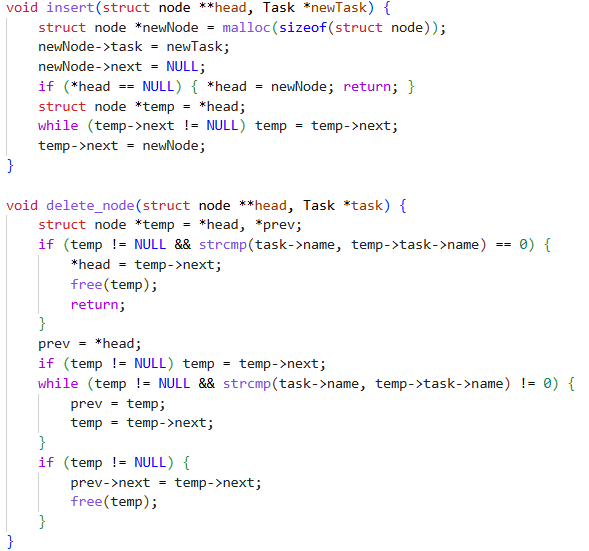 void insert(struct node **head, Task *newTask) {
    struct node *newNode = malloc(sizeof(struct node));
    newNode->task = newTask;
    newNode->next = NULL;
    if (*head == NULL) { *head = newNode; return; }
    struct node *temp = *head;
    while (temp->next != NULL) temp = temp->next;
    temp->next = newNode;
}

void delete_node(struct node **head, Task *task) {
    struct node *temp = *head, *prev;
    if (temp != NULL && strcmp(task->name, temp->task->name) == 0) {
        *head = temp->next;
        free(temp);
        return;
    }
    prev = *head;
    if (temp != NULL) temp = temp->next;
    while (temp != NULL && strcmp(task->name, temp->task->name) != 0) {
        prev = temp;
        temp = temp->next;
    }
    if (temp != NULL) {
        prev->next = temp->next;
        free(temp);
    }
}